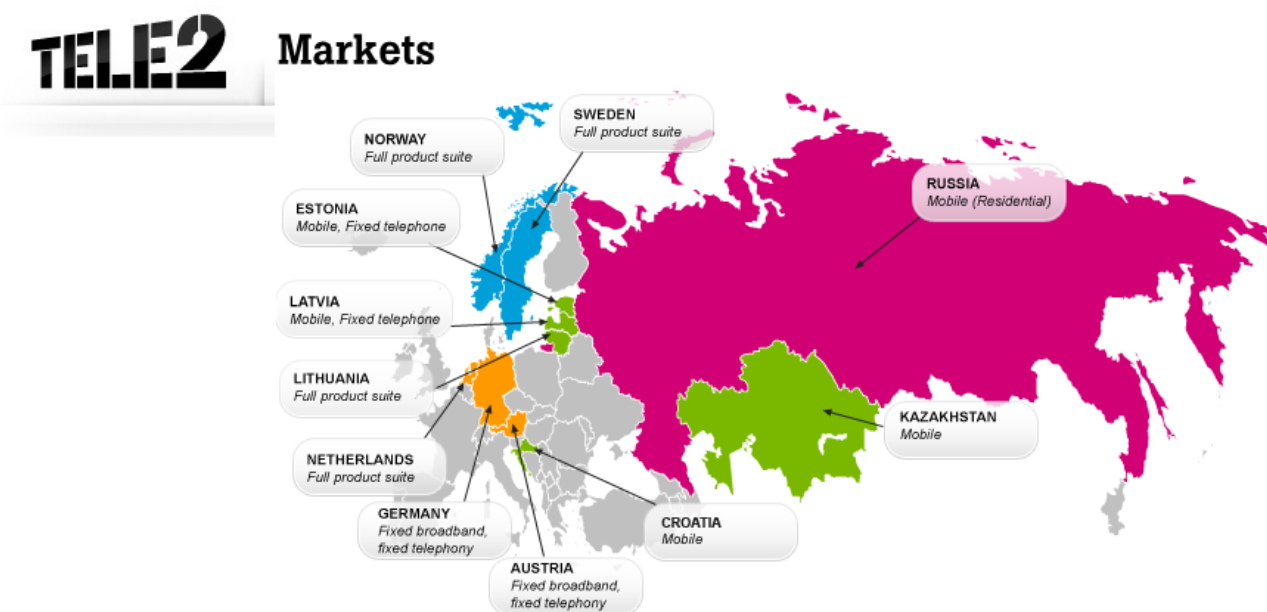 TELE2
Markets
SWEDEN
Full product suite
NORWAY
Full product suite
RUSSIA
Mobile (Residential)
ESTONIA
Mobile, Fixed telephone
LATVIA
Mobile, Fixed telephone
LITHUANIA
Full product suite
KAZAKHSTAN
Mobile
NETHERLANDS
Full product suite
GERMANY
Fixed broadband,
fixed telephony
CROATIA
Mobile
AUSTRIA
Fixed broadband,
fixed telephony